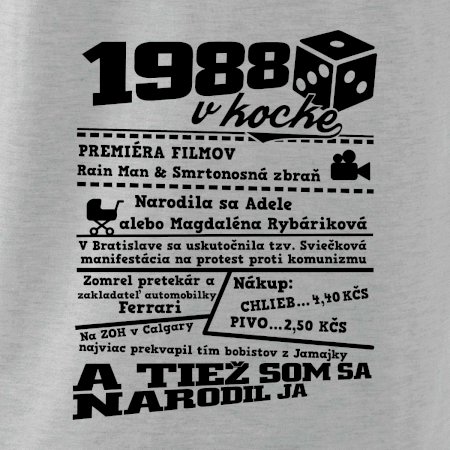 1988
v kocke
PREMIÉRA FILMOV
Rain Man & Smrtonosná zbraň
Narodila sa Adele
alebo Magdaléna Rybáriková
V Bratislave sa uskutočnila tzv. Sviečková
manifestácia na protest proti komunizmu
Zomrel pretekár a
zakladateľ automobilky
Ferrari
Nákup:
CHLIEB...4,40 KČS
PIVO...2,50 KČS
Na ZOH v Calgary
najviac prekvapil tím bobistov z Jamajky
A TIEŽ SOM SA
NARODIL JA